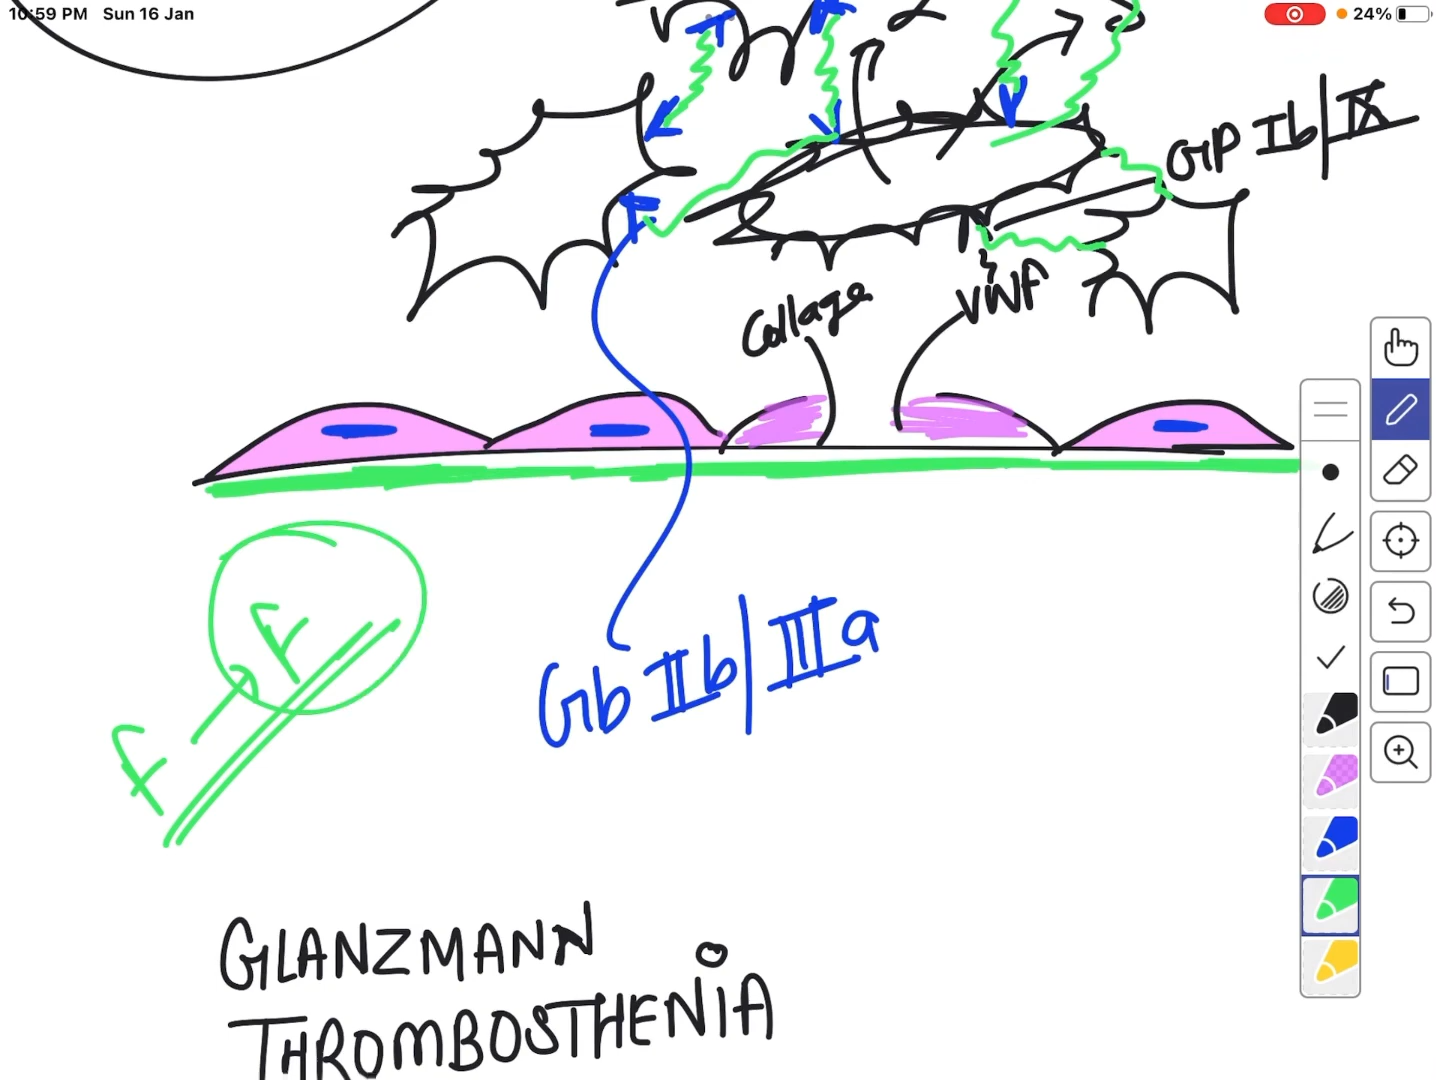 10:59 PM Sun 16 Jan
24%
GP Ib/IX
Collage
VWF
F
F
Gb IIb/IIIa
GLANZMANN
THROMBOSTHENIA